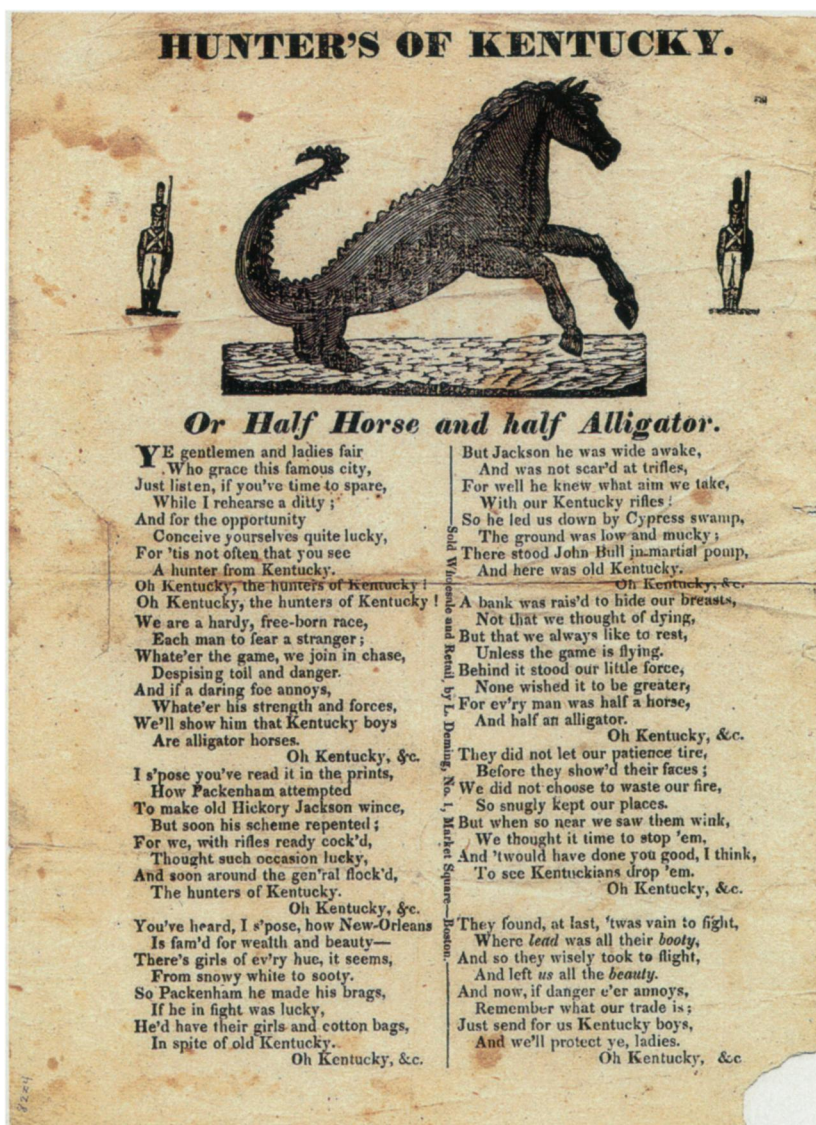 HUNTER'S OF KENTUCKY.
Or Half Horse and half Alligator.
YE gentlemen and ladies fair
Who grace this famous city,
Just listen, if you've time to spare,
While I rehearse a ditty ;
And for the opportunity
Conceive yourselves quite lucky,
For 'tis not often that you see
A hunter from Kentucky.
Oh Kentucky, the hunters of Kentucky !
Oh Kentucky, the hunters of Kentucky !
We are a hardy, free-born race,
Each man to fear a stranger ;
Whate'er the game, we join in chase,
Despising toil and danger.
And if a daring foe annoys,
Whate'er his strength and forces,
We'll show him that Kentucky boys
Are alligator horses.
Oh Kentucky, &c.
I s'pose you've read it in the prints,
How Packenham attempted
To make old Hickory Jackson wince,
But soon his scheme repented ;
For we, with rifles ready cock'd,
Thought such occasion lucky,
And soon around the gen'ral flock'd,
The hunters of Kentucky.
Oh Kentucky, &c.
You've heard, I s'pose, how New-Orleans
Is fam'd for wealth and beauty—
There's girls of ev'ry hue, it seems,
From snowy white to sooty.
So Packenham he made his brags,
If he in fight was lucky,
He'd have their girls and cotton bags,
In spite of old Kentucky.
Oh Kentucky, &c.
Sold Wholesale and Retail, by L. Deming, No. 1, Market Square—Boston.
But Jackson he was wide awake,
And was not scar'd at trifles,
For well he knew what aim we take,
With our Kentucky rifles !
So he led us down by Cypress swamp,
The ground was low and mucky ;
There stood John Bull in martial pomp,
And here was old Kentucky.
Oh Kentucky, &c.
A bank was rais'd to hide our breasts,
Not that we thought of dying,
But that we always like to rest,
Unless the game is flying.
Behind it stood our little force,
None wished it to be greater,
For ev'ry man was half a horse,
And half an alligator.
Oh Kentucky, &c.
They did not let our patience tire,
Before they show'd their faces ;
We did not choose to waste our fire,
So snugly kept our places.
But when so near we saw them wink,
We thought it time to stop 'em,
And 'twould have done you good, I think,
To see Kentuckians drop 'em.
Oh Kentucky, &c.
They found, at last, 'twas vain to fight,
Where lead was all their booty,
And so they wisely took to flight,
And left us all the beauty.
And now, if danger e'er annoys,
Remember what our trade is ;
Just send for us Kentucky boys,
And we'll protect ye, ladies.
Oh Kentucky, &c